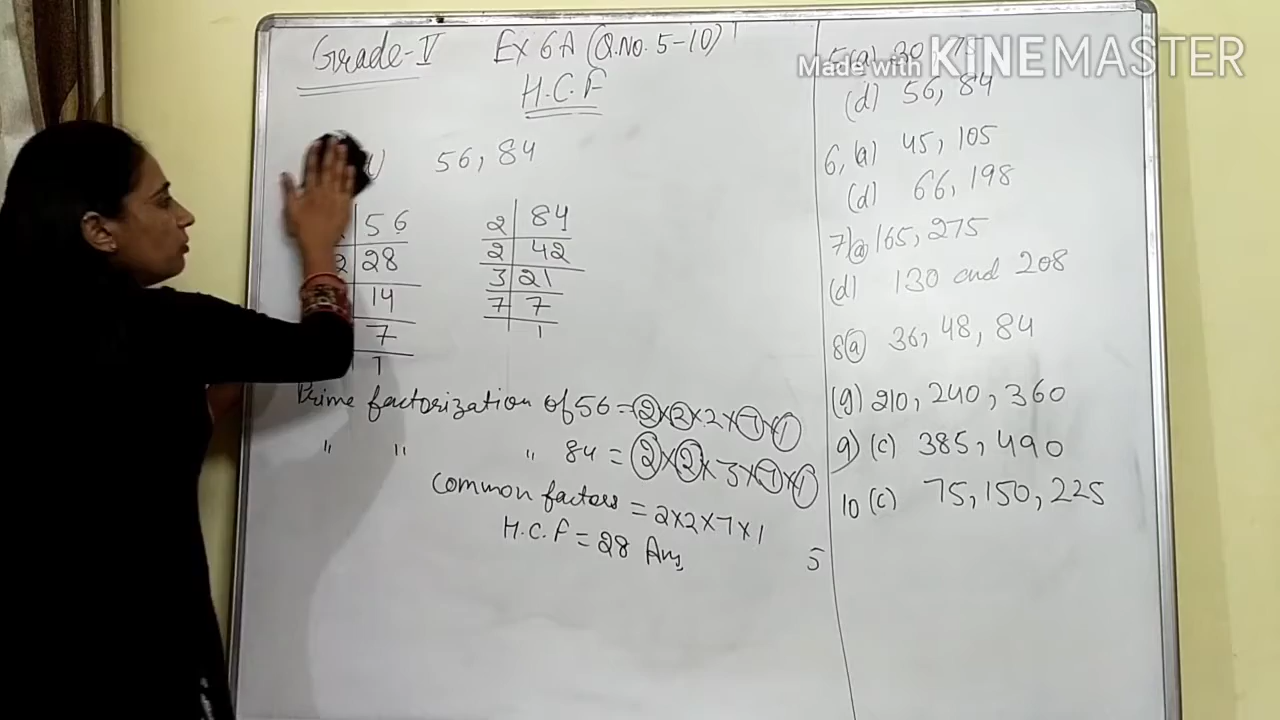 Grade-V Ex 6A (Q.No. 5-10)
H.C.F
56, 84
56
2 | 28
14
7
1
2 | 84
2 | 42
3 | 21
7 | 7
1
Prime factorization of 56 = 2×2×2×7×1
" " " 84 = 2×2×3×7×1
Common factors = 2×2×7×1
H.C.F = 28 Ans,
5
5(a) 30, 75
(d) 56, 84
6, (a) 45, 105
(d) 66, 198
7)(a) 165, 275
(d) 130 and 208
8(a) 36, 48, 84
(g) 210, 240, 360
9) (c) 385, 490
10 (c) 75, 150, 225
Made with KINEMASTER